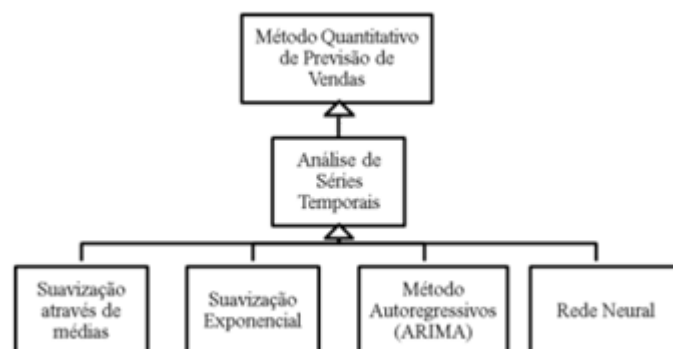 Método Quantitativo
de Previsão de
Vendas
Análise de
Séries
Temporais
Suavização
através de
médias
Suavização
Exponencial
Método
Autoregressivos
(ARIMA)
Rede Neural